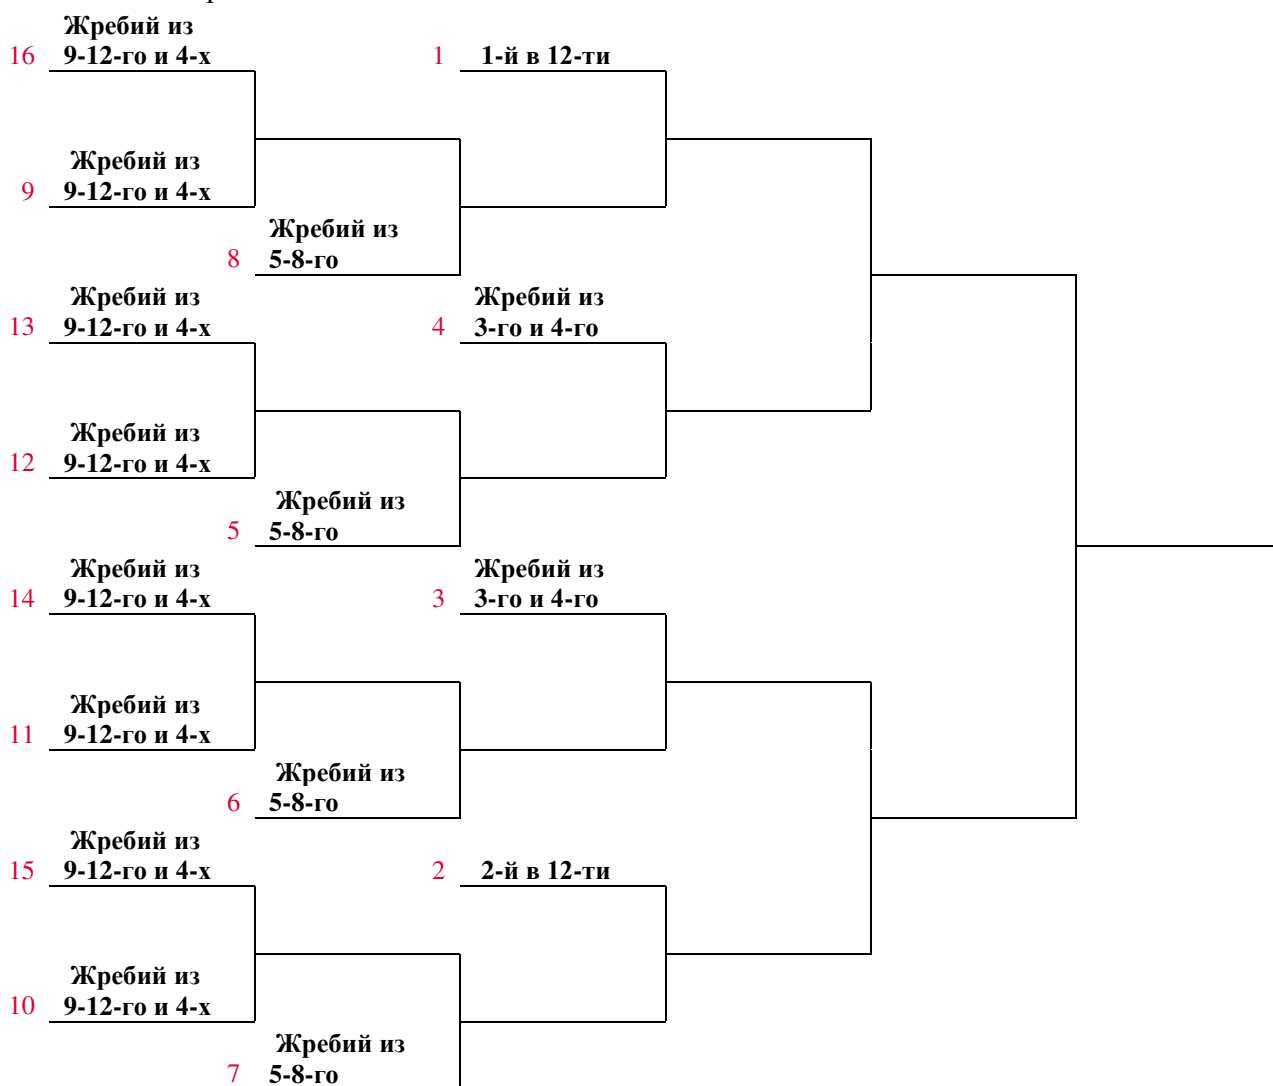 Жребий из
16 9-12-го и 4-х
1 1-й в 12-ти
Жребий из
9 9-12-го и 4-х
Жребий из
8 5-8-го
Жребий из
13 9-12-го и 4-х
Жребий из
4 3-го и 4-го
Жребий из
12 9-12-го и 4-х
Жребий из
5 5-8-го
Жребий из
14 9-12-го и 4-х
Жребий из
3 3-го и 4-го
Жребий из
11 9-12-го и 4-х
Жребий из
6 5-8-го
Жребий из
15 9-12-го и 4-х
2 2-й в 12-ти
Жребий из
10 9-12-го и 4-х
Жребий из
7 5-8-го